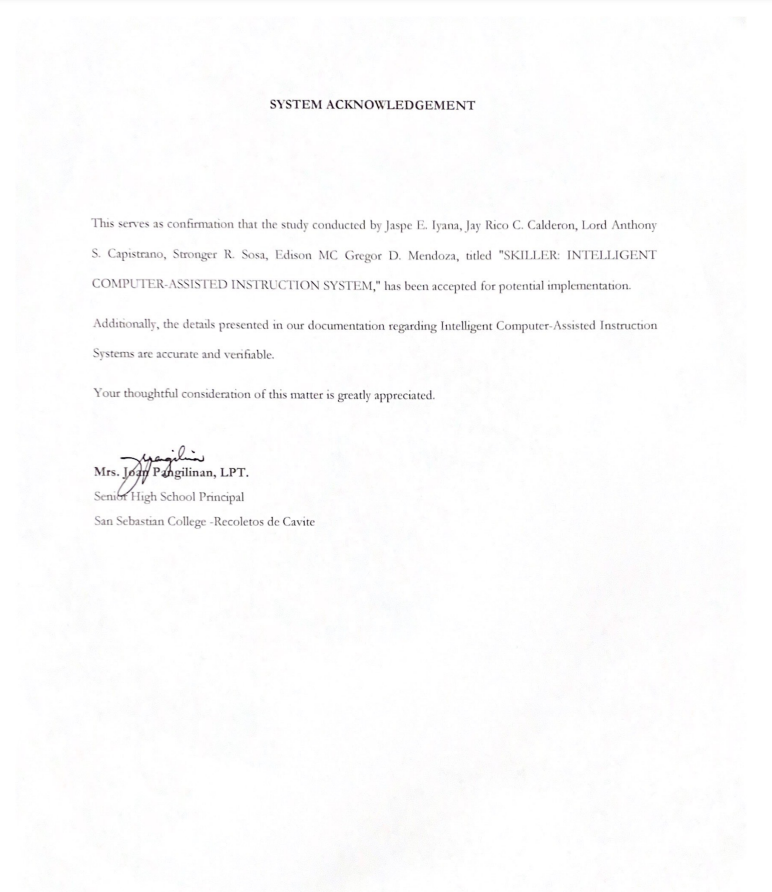 SYSTEM ACKNOWLEDGEMENT
This serves as confirmation that the study conducted by Jaspe E. Iyana, Jay Rico C. Calderon, Lord Anthony
S. Capistrano, Stronger R. Sosa, Edison MC Gregor D. Mendoza, titled "SKILLER: INTELLIGENT
COMPUTER-ASSISTED INSTRUCTION SYSTEM," has been accepted for potential implementation.
Additionally, the details presented in our documentation regarding Intelligent Computer-Assisted Instruction
Systems are accurate and verifiable.
Your thoughtful consideration of this matter is greatly appreciated.
Mrs. Joan Pangilinan, LPT.
Senior High School Principal
San Sebastian College -Recoletos de Cavite